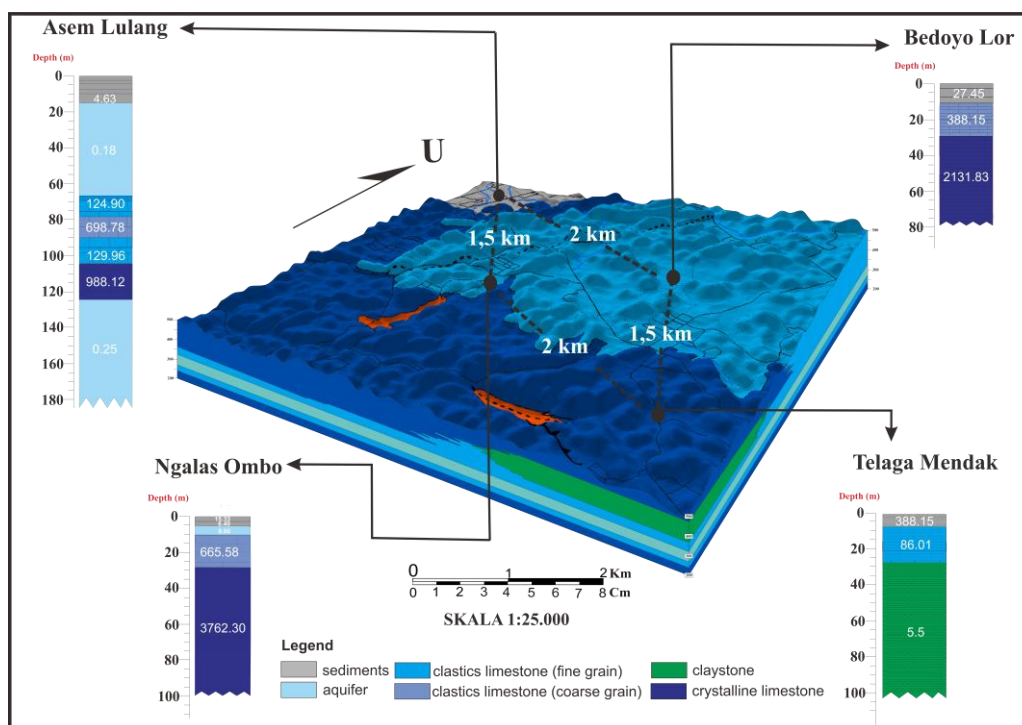 Asem Lulang
Depth (m)
0
20
40
60
80
100
120
140
160
180
4.63
0.18
124.90
698.78
129.96
988.12
0.25
Bedoyo Lor
Depth (m)
0
20
40
60
80
27.45
388.15
2131.83
U
1,5 km
2 km
2 km
1,5 km
Ngalas Ombo
Depth (m)
0
20
40
60
80
100
665.58
3762.30
Telaga Mendak
Depth (m)
0
20
40
60
80
100
388.15
86.01
5.5
0 1 2 Km
0 1 2 3 4 5 6 7 8 Cm
SKALA 1:25.000
Legend
sediments
aquifer
clastics limestone (fine grain)
clastics limestone (coarse grain)
claystone
crystalline limestone